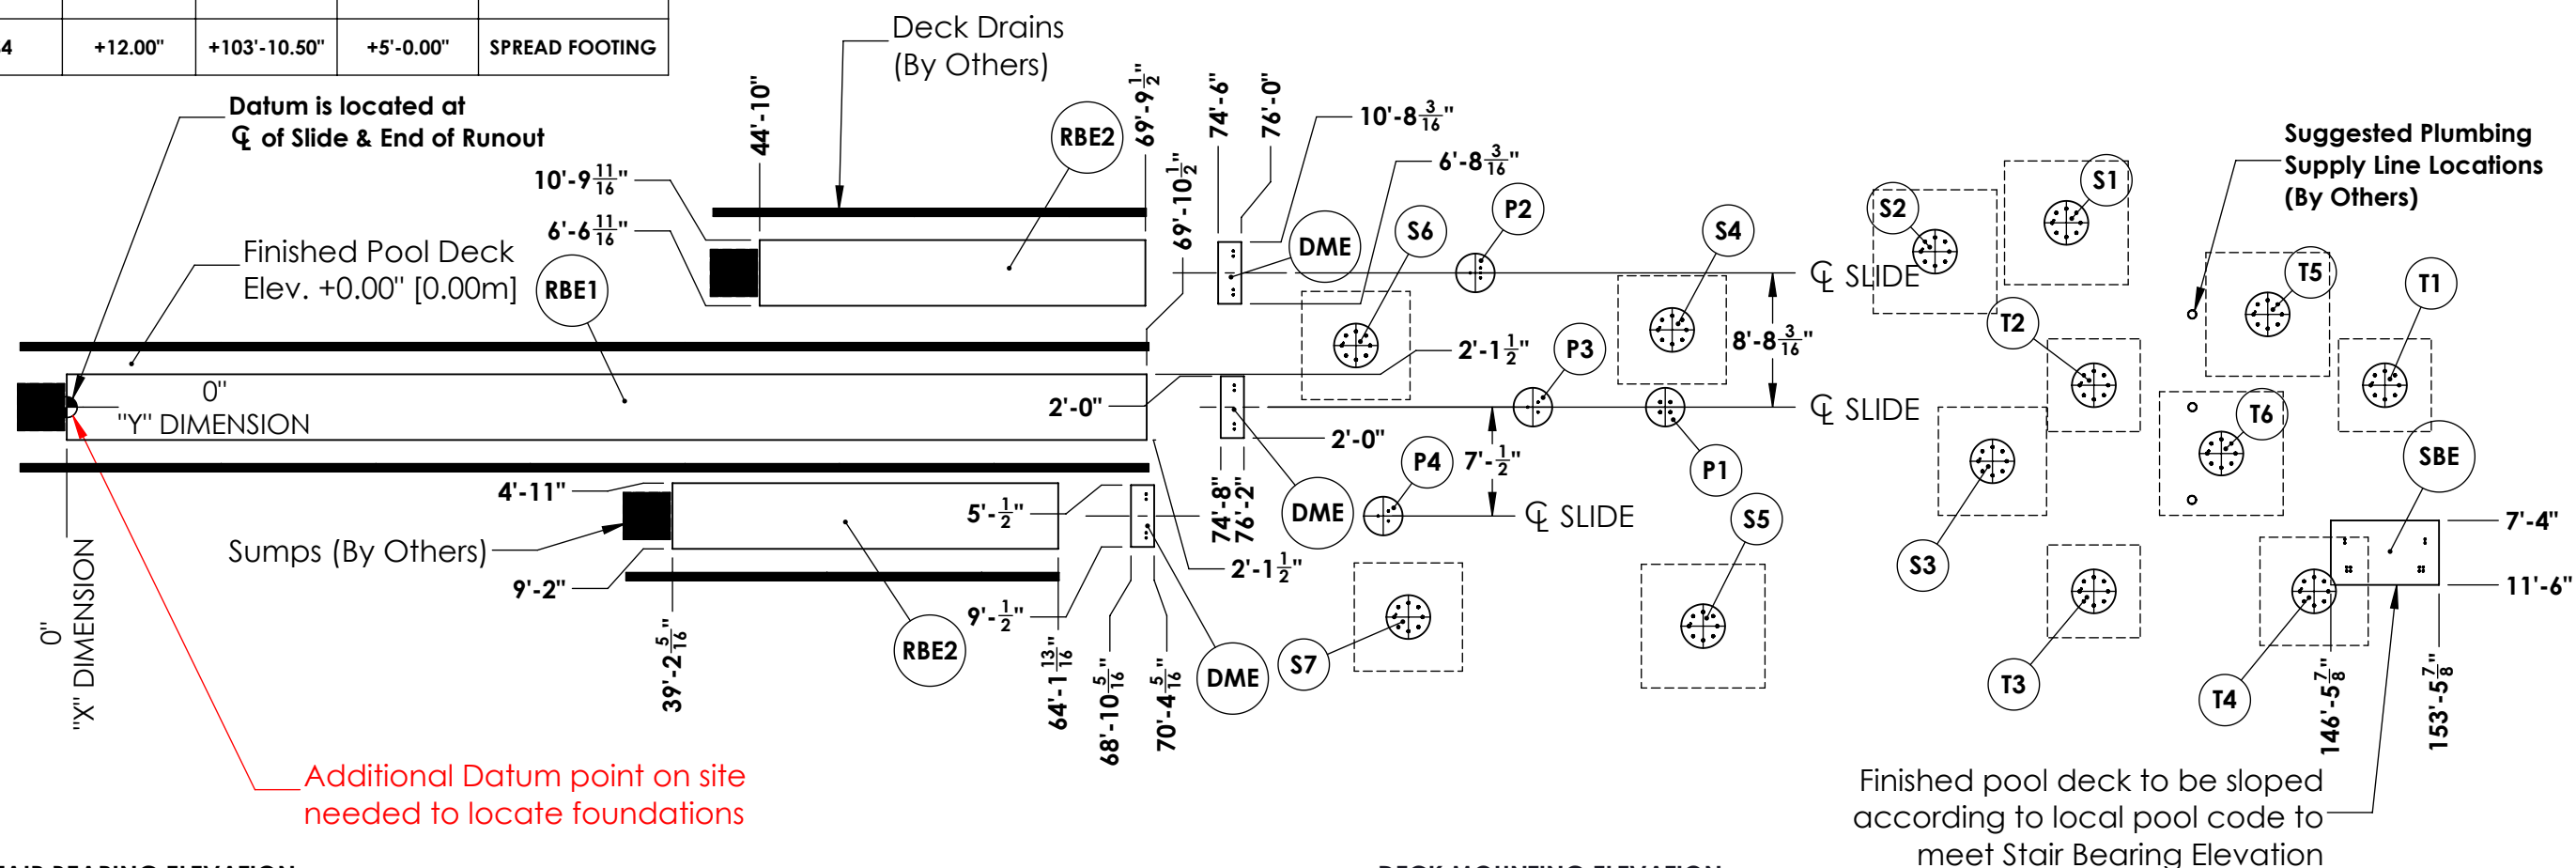 4 +12.00" +103'-10.50" +5'-0.00" SPREAD FOOTING
Deck Drains
(By Others)
Datum is located at
℄ of Slide & End of Runout
44'-10"
RBE2
69'-9 1/2"
74'-6"
76'-0"
10'-8 3/16"
6'-8 3/16"
69'-10 1/2"
10'-9 11/16"
6'-6 11/16"
Suggested Plumbing
Supply Line Locations
(By Others)
Finished Pool Deck
Elev. +0.00" [0.00m]
RBE1
DME
S6
P2
S4
S2
S1
T5
T1
T2
℄ SLIDE
8'-8 3/16"
2'-1 1/2"
P3
0"
"Y" DIMENSION
2'-0"
2'-0"
℄ SLIDE
T6
SBE
P1
P4
7'-1/2"
74'-8"
76'-2"
DME
℄ SLIDE
S5
4'-11"
5'-1/2"
7'-4"
Sumps (By Others)
2'-1 1/2"
S3
9'-2"
9'-1/2"
11'-6"
0"
"X" DIMENSION
39'-2 5/16"
RBE2
64'-1 13/16"
68'-10 5/16"
70'-4 5/16"
DME
S7
T3
T4
146'-5 7/8"
153'-5 7/8"
Additional Datum point on site
needed to locate foundations
Finished pool deck to be sloped
according to local pool code to
meet Stair Bearing Elevation
TAIR BEARING ELEVATION
DECK MOUNTING ELEVATION